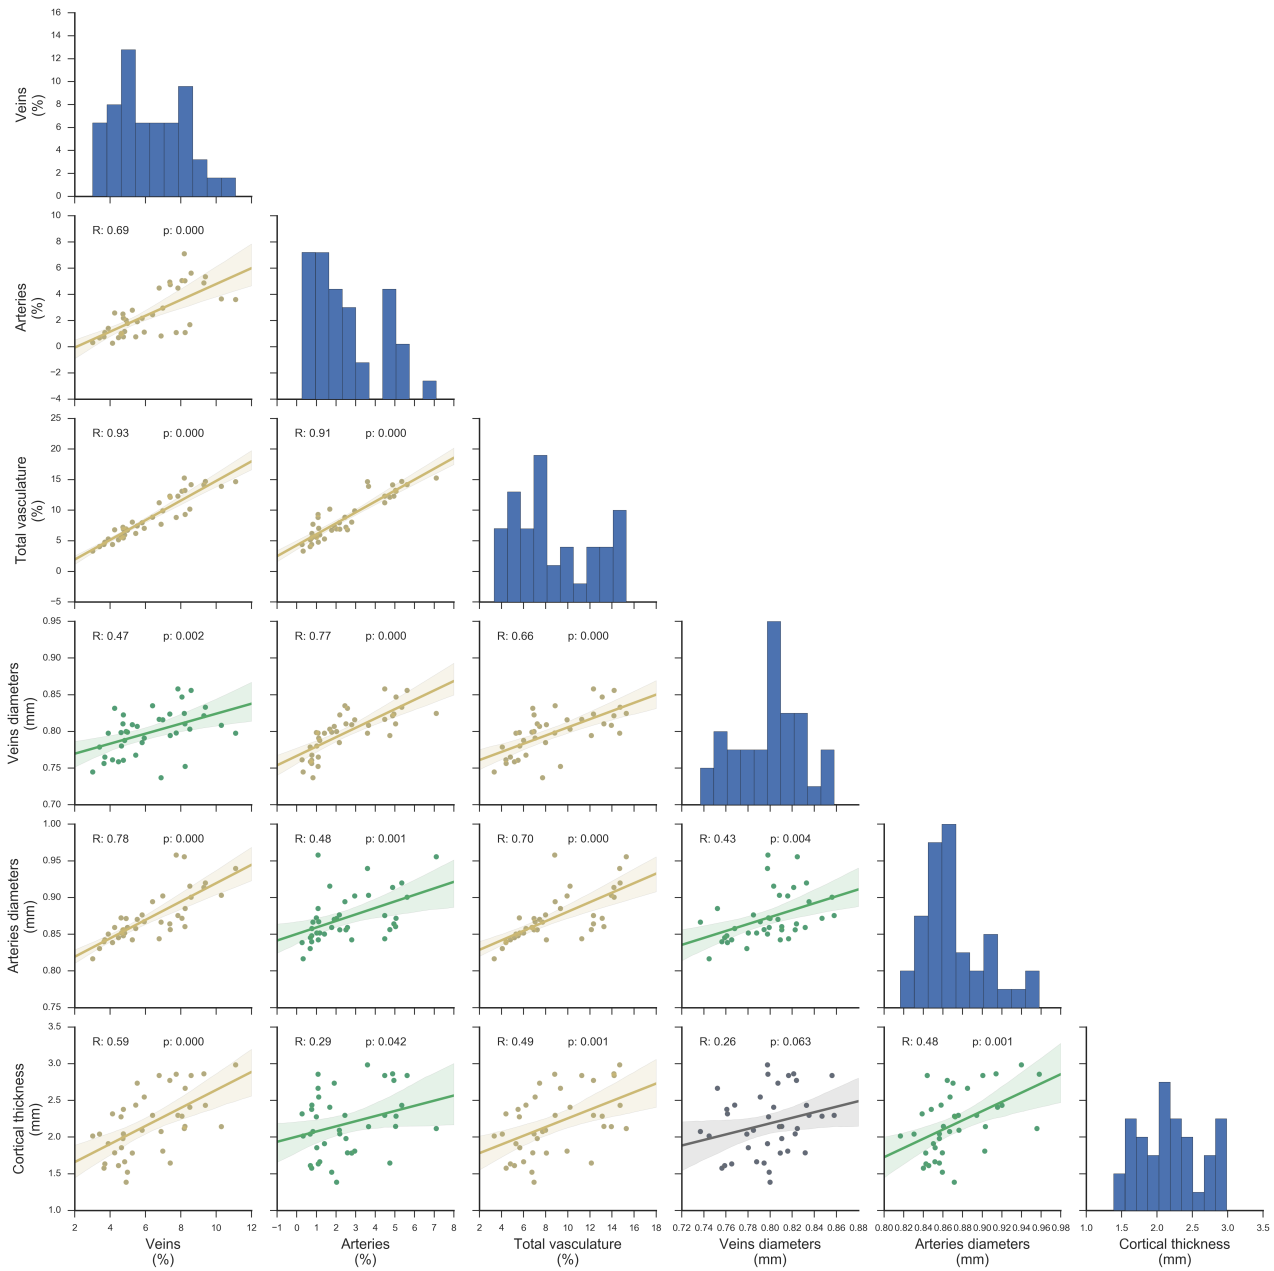 16
14
12
10
8
6
4
2
0
Veins
(%)
10
8
6
4
2
0
−2
−4
Arteries
(%)
R: 0.69 p: 0.000
25
20
15
10
5
0
−5
Total vasculature
(%)
R: 0.93 p: 0.000
R: 0.91 p: 0.000
0.95
0.90
0.85
0.80
0.75
0.70
Veins diameters
(mm)
R: 0.47 p: 0.002
R: 0.77 p: 0.000
R: 0.66 p: 0.000
1.00
0.95
0.90
0.85
0.80
0.75
Arteries diameters
(mm)
R: 0.78 p: 0.000
R: 0.48 p: 0.001
R: 0.70 p: 0.000
R: 0.43 p: 0.004
3.5
3.0
2.5
2.0
1.5
1.0
Cortical thickness
(mm)
R: 0.59 p: 0.000
R: 0.29 p: 0.042
R: 0.49 p: 0.001
R: 0.26 p: 0.063
R: 0.48 p: 0.001
2 4 6 8 10 12
Veins
(%)
−1 0 1 2 3 4 5 6 7 8
Arteries
(%)
2 4 6 8 10 12 14 16 18
Total vasculature
(%)
0.72 0.74 0.76 0.78 0.80 0.82 0.84 0.86 0.88
Veins diameters
(mm)
0.80 0.82 0.84 0.86 0.88 0.90 0.92 0.94 0.96 0.98
Arteries diameters
(mm)
1.0 1.5 2.0 2.5 3.0 3.5
Cortical thickness
(mm)